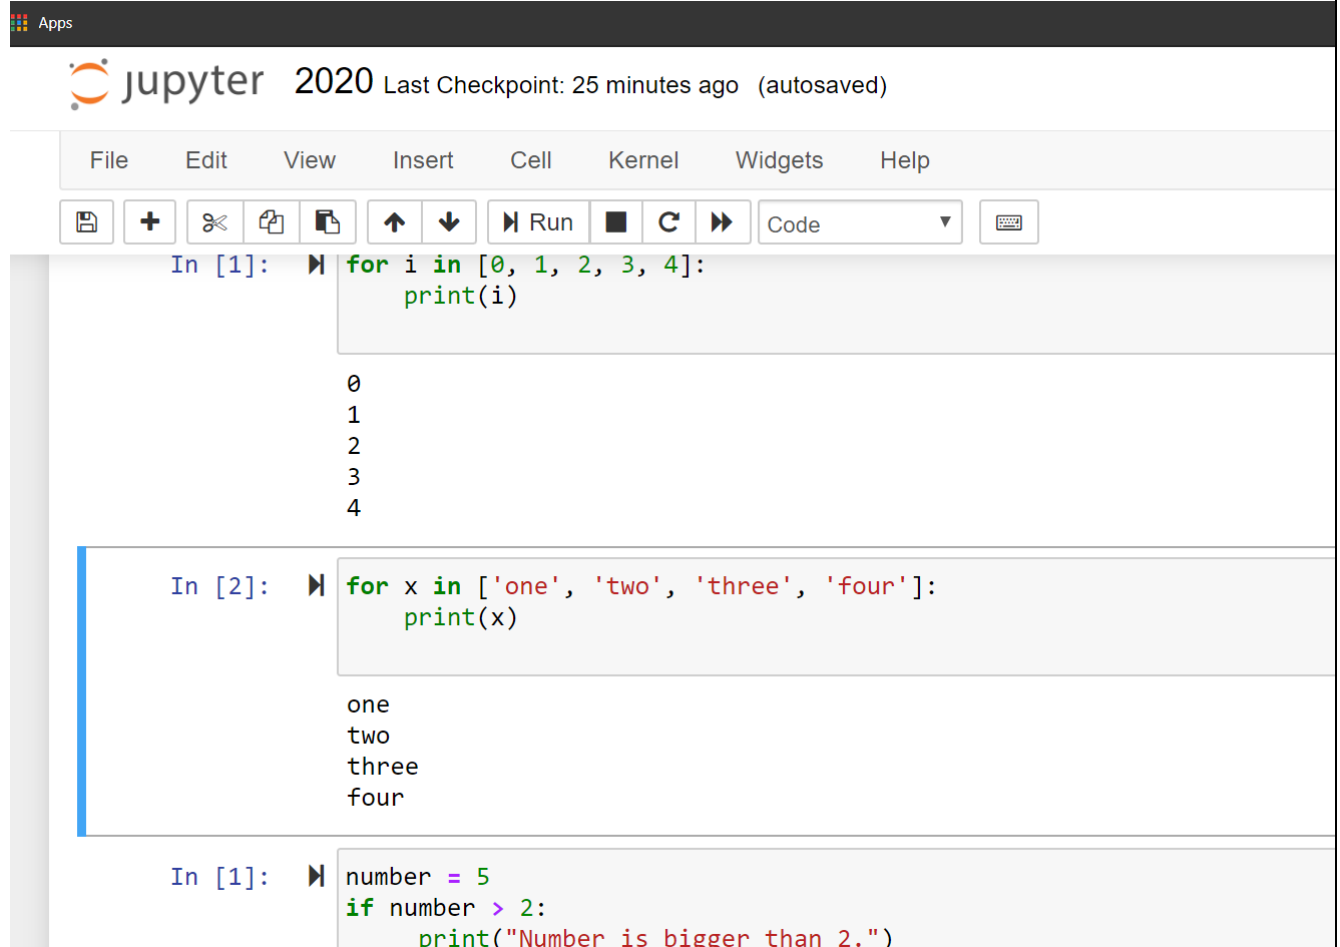 Apps
jupyter 2020 Last Checkpoint: 25 minutes ago (autosaved)
File Edit View Insert Cell Kernel Widgets Help
Run Code
In [1]: for i in [0, 1, 2, 3, 4]:
    print(i)
0
1
2
3
4
In [2]: for x in ['one', 'two', 'three', 'four']:
    print(x)
one
two
three
four
In [1]: number = 5
if number > 2:
     print("Number is bigger than 2.")